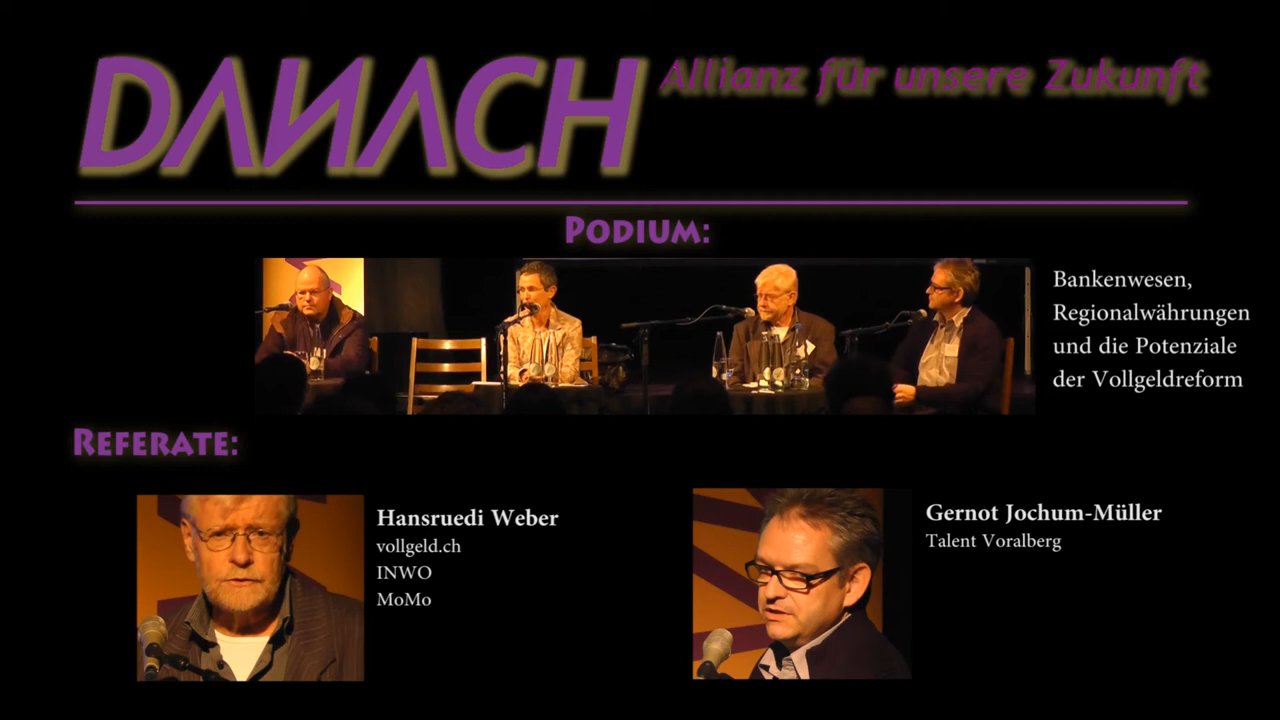 DANACH
Allianz für unsere Zukunft
Podium:
Bankenwesen,
Regionalwährungen
und die Potenziale
der Vollgeldreform
Referate:
Hansruedi Weber
vollgeld.ch
INWO
MoMo
Gernot Jochum-Müller
Talent Voralberg